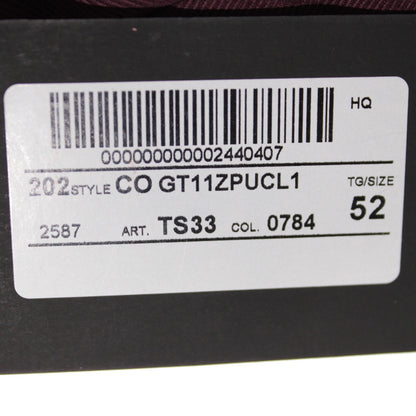 HQ
000000000002440407
202 STYLE CO GT11ZPUCL1 TG/SIZE
2587 ART. TS33 COL. 0784 52